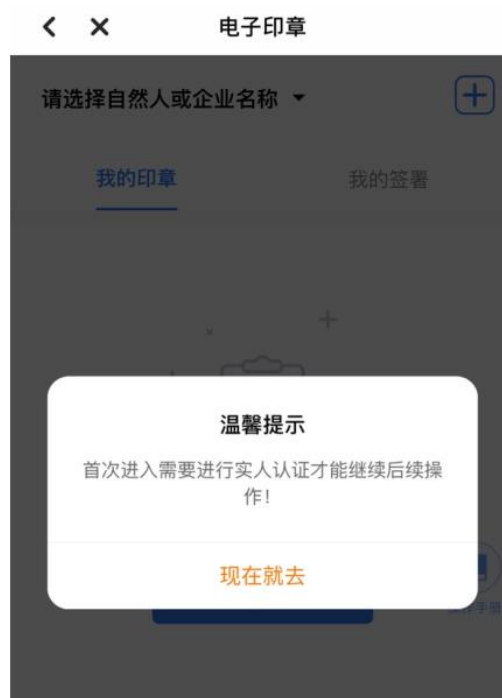 电子印章
请选择自然人或企业名称
我的印章 我的签署
温馨提示
首次进入需要进行实人认证才能继续后续操
作！
现在就去
手册